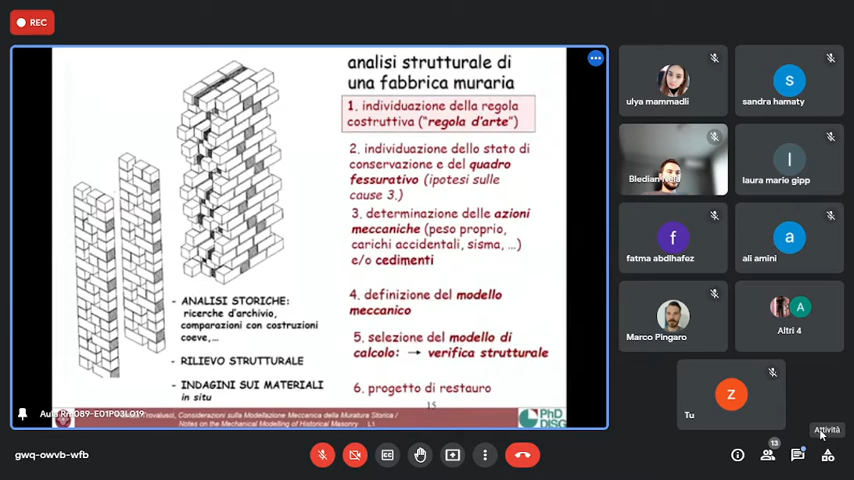 REC
analisi strutturale di
una fabbrica muraria
1. individuazione della regola
costruttiva ("regola d'arte")
2. individuazione dello stato di
conservazione e del quadro
fessurativo (ipotesi sulle
cause 3.)
3. determinazione delle azioni
meccaniche (peso proprio,
carichi accidentali, sisma, ...)
e/o cedimenti
4. definizione del modello
meccanico
5. selezione del modello di
calcolo: → verifica strutturale
6. progetto di restauro
- ANALISI STORICHE:
ricerche d'archivio,
comparazioni con costruzioni
coeve,...
- RILIEVO STRUTTURALE
- INDAGINI SUI MATERIALI
in situ
15
Trovalusci, Considerazioni sulla Modellazione Meccanica della Muratura Storica /
Notes on the Mechanical Modelling of Historical Masonry
PhD
DISG
ulya mammadli
s
sandra hamaty
Bledian
l
laura marie gipp
f
fatma abdlhafez
a
ali amini
Marco Pingaro
A
Altri 4
z
Tu
Attività
13
gwq-owvb-wfb